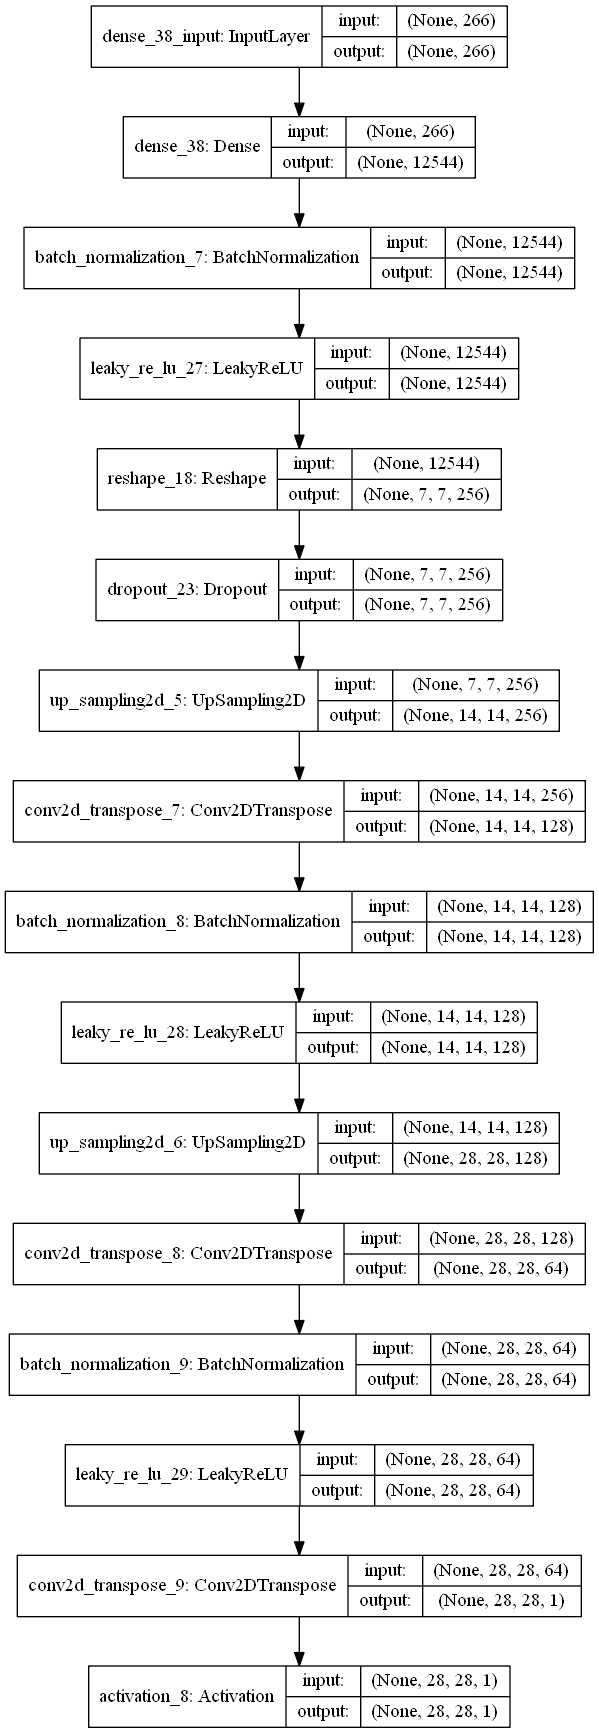 dense_38_input: InputLayer
input: (None, 266)
output: (None, 266)
dense_38: Dense
input: (None, 266)
output: (None, 12544)
batch_normalization_7: BatchNormalization
input: (None, 12544)
output: (None, 12544)
leaky_re_lu_27: LeakyReLU
input: (None, 12544)
output: (None, 12544)
reshape_18: Reshape
input: (None, 12544)
output: (None, 7, 7, 256)
dropout_23: Dropout
input: (None, 7, 7, 256)
output: (None, 7, 7, 256)
up_sampling2d_5: UpSampling2D
input: (None, 7, 7, 256)
output: (None, 14, 14, 256)
conv2d_transpose_7: Conv2DTranspose
input: (None, 14, 14, 256)
output: (None, 14, 14, 128)
batch_normalization_8: BatchNormalization
input: (None, 14, 14, 128)
output: (None, 14, 14, 128)
leaky_re_lu_28: LeakyReLU
input: (None, 14, 14, 128)
output: (None, 14, 14, 128)
up_sampling2d_6: UpSampling2D
input: (None, 14, 14, 128)
output: (None, 28, 28, 128)
conv2d_transpose_8: Conv2DTranspose
input: (None, 28, 28, 128)
output: (None, 28, 28, 64)
batch_normalization_9: BatchNormalization
input: (None, 28, 28, 64)
output: (None, 28, 28, 64)
leaky_re_lu_29: LeakyReLU
input: (None, 28, 28, 64)
output: (None, 28, 28, 64)
conv2d_transpose_9: Conv2DTranspose
input: (None, 28, 28, 64)
output: (None, 28, 28, 1)
activation_8: Activation
input: (None, 28, 28, 1)
output: (None, 28, 28, 1)